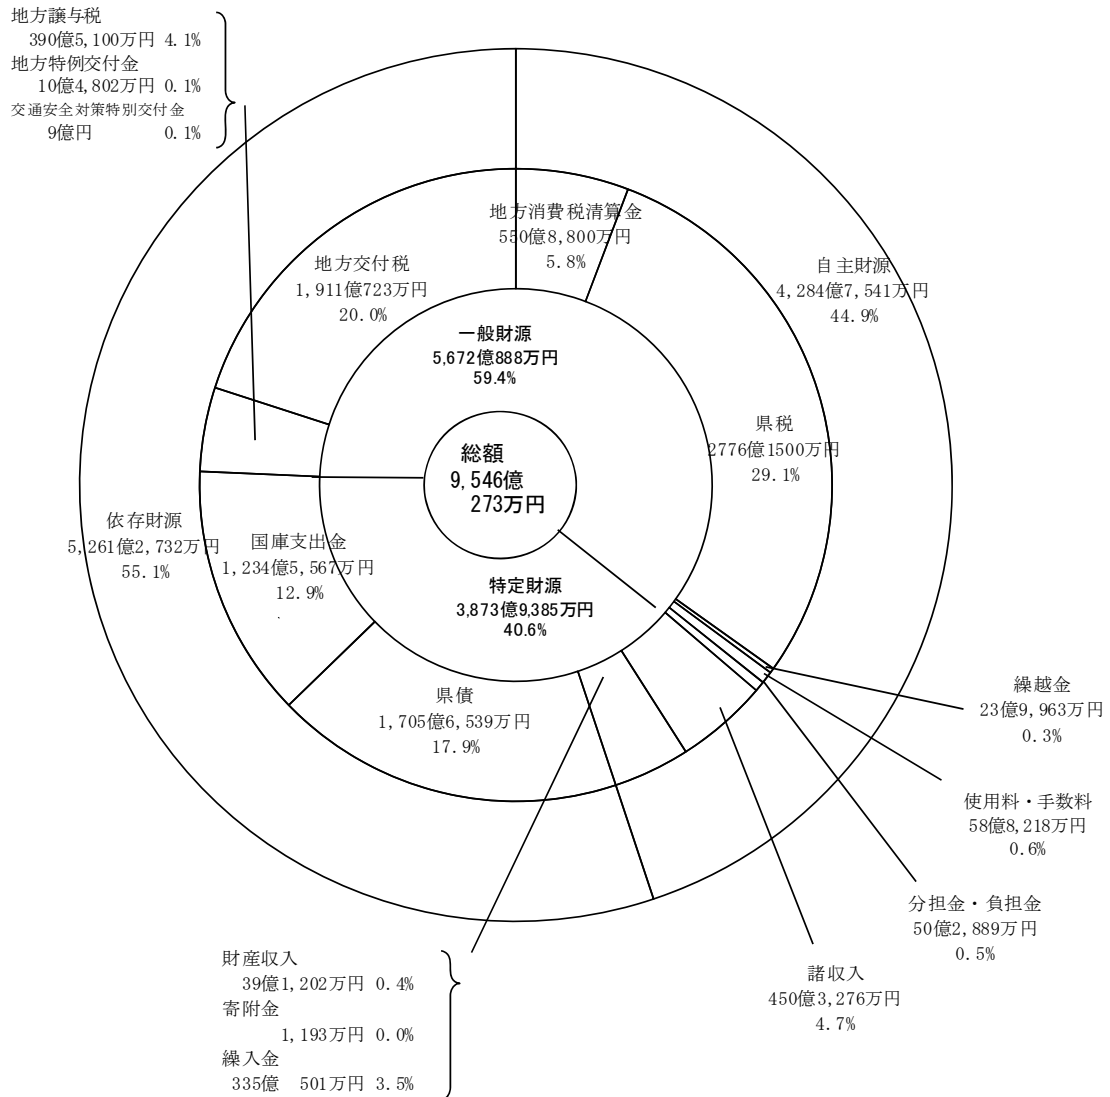 地方譲与税
390億5,100万円 4.1%
地方特例交付金
10億4,802万円 0.1%
交通安全対策特別交付金
9億円 0.1%
地方消費税清算金
550億8,800万円
5.8%
地方交付税
1,911億723万円
20.0%
自主財源
4,284億7,541万円
44.9%
一般財源
5,672億888万円
59.4%
県税
2776億1500万円
29.1%
総額
9,546億
273万円
依存財源
5,261億2,732万円
55.1%
国庫支出金
1,234億5,567万円
12.9%
特定財源
3,873億9,385万円
40.6%
県債
1,705億6,539万円
17.9%
繰越金
23億9,963万円
0.3%
使用料・手数料
58億8,218万円
0.6%
分担金・負担金
50億2,889万円
0.5%
諸収入
450億3,276万円
4.7%
財産収入
39億1,202万円 0.4%
寄附金
1,193万円 0.0%
繰入金
335億 501万円 3.5%